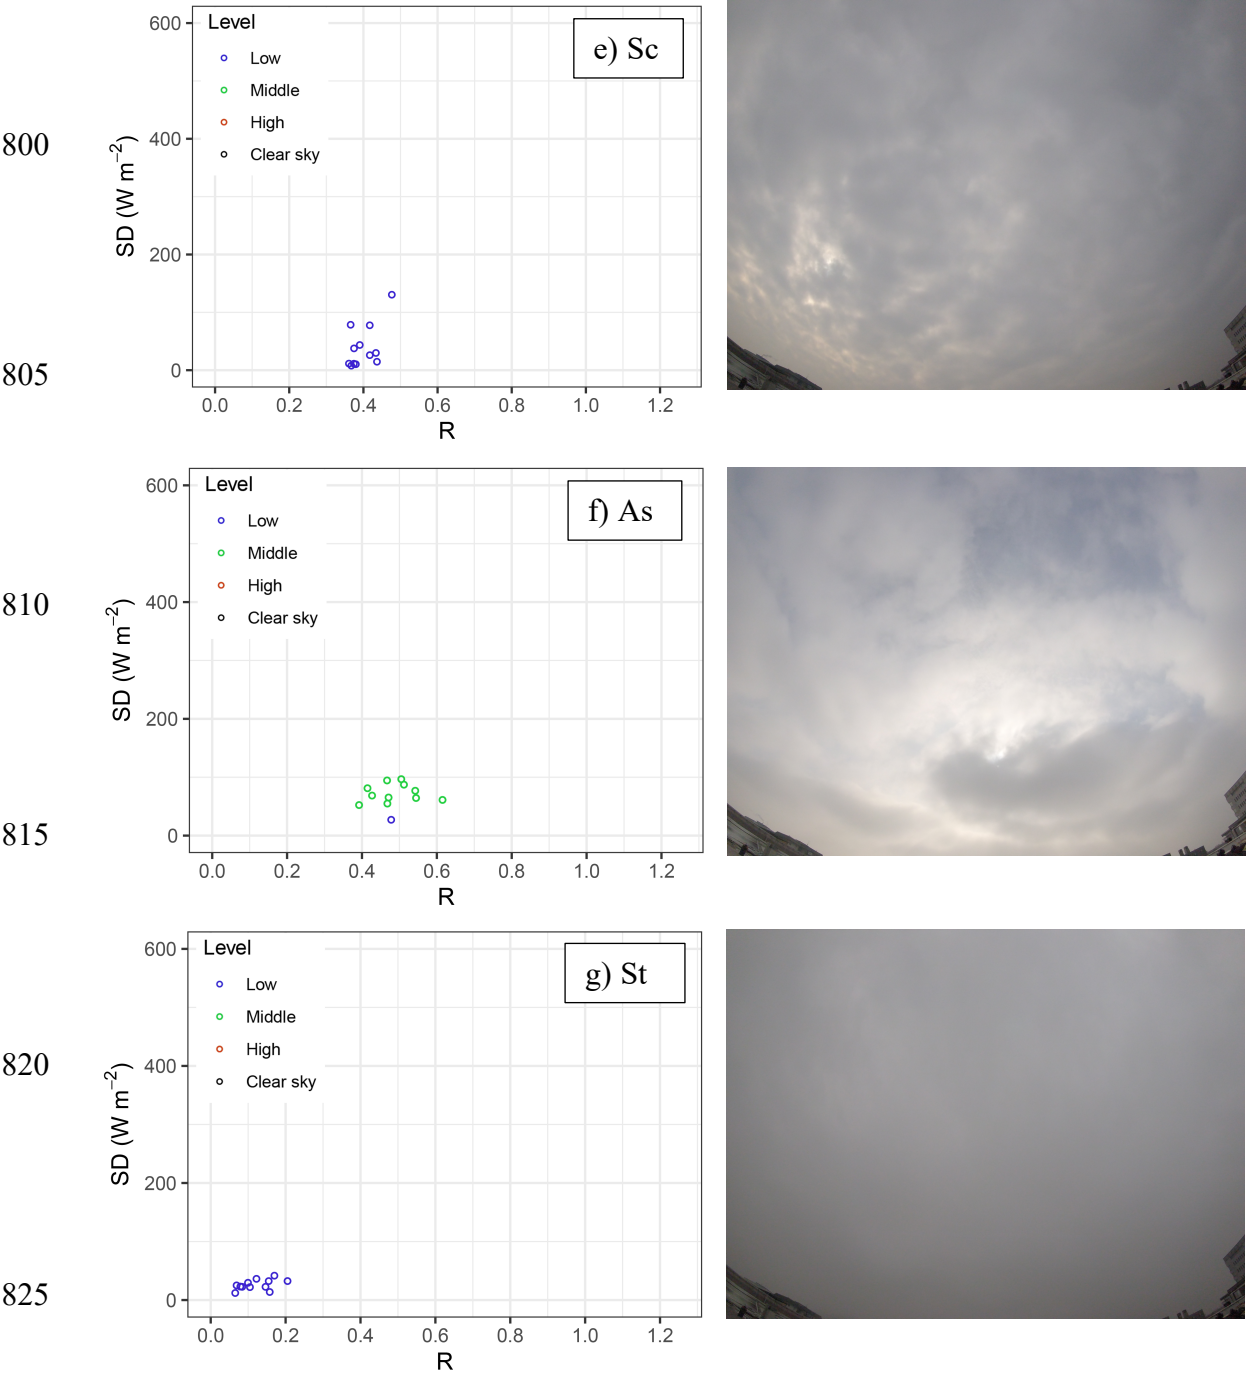 600
Level
e) Sc
Low
Middle
High
Clear sky
800
400
SD (W m−2)
200
805
0
0.0 0.2 0.4 0.6 0.8 1.0 1.2
R
600
Level
f) As
Low
Middle
High
Clear sky
810
400
SD (W m−2)
200
815
0
0.0 0.2 0.4 0.6 0.8 1.0 1.2
R
600
Level
g) St
Low
Middle
High
Clear sky
820
400
SD (W m−2)
200
825
0
0.0 0.2 0.4 0.6 0.8 1.0 1.2
R